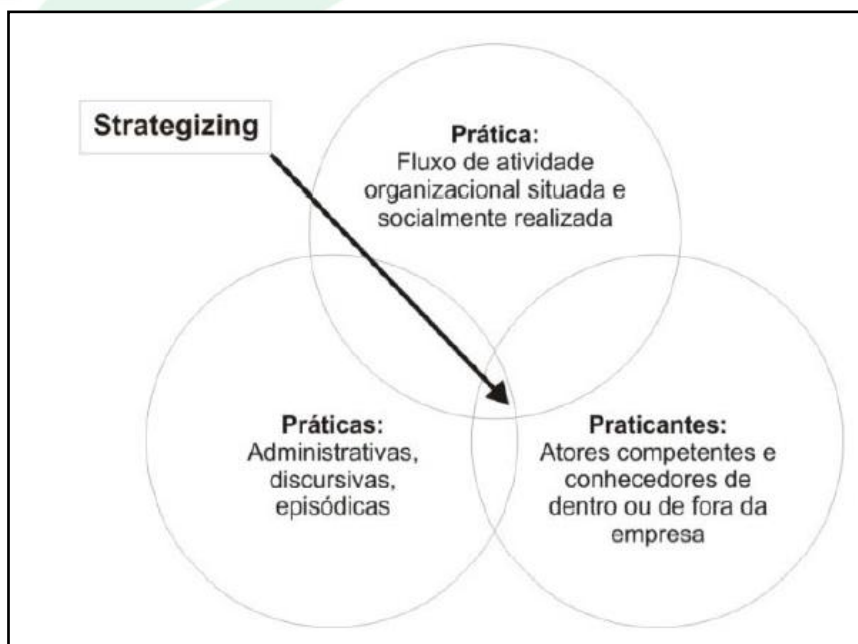 Strategizing
Prática:
Fluxo de atividade
organizacional situada e
socialmente realizada
Práticas:
Administrativas,
discursivas,
episódicas
Praticantes:
Atores competentes e
conhecedores de
dentro ou de fora da
empresa